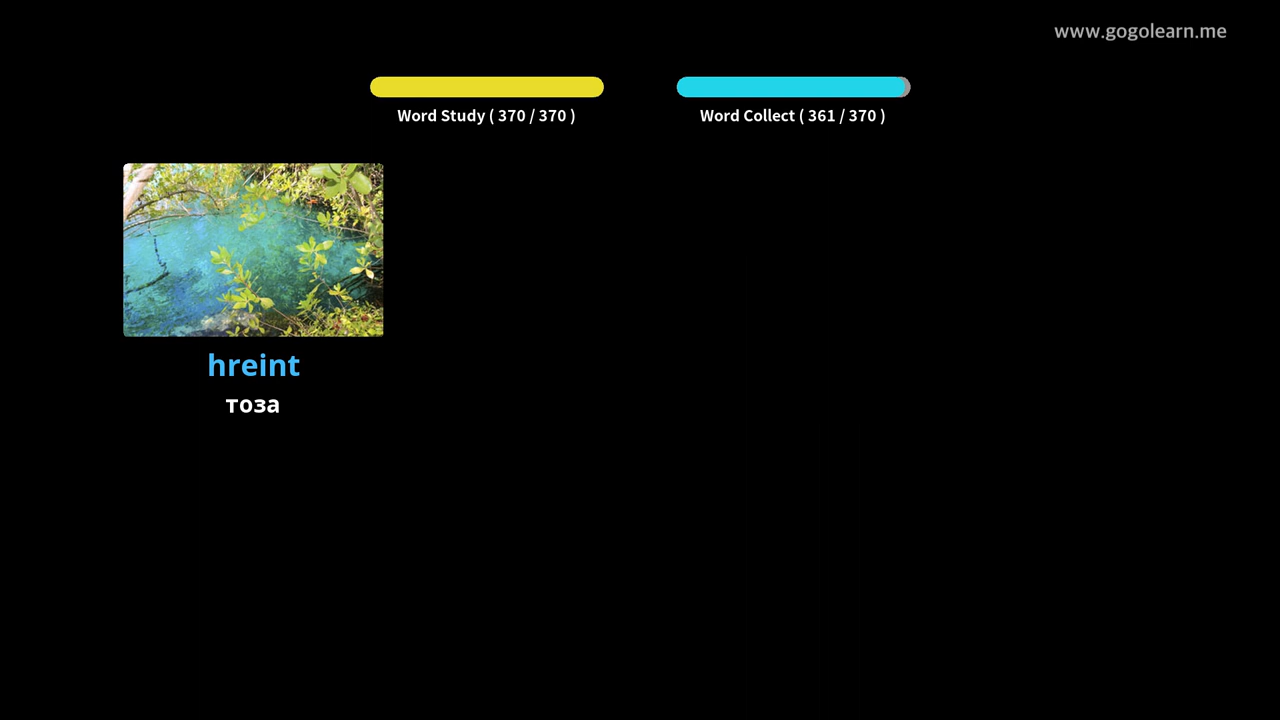 www.gogolearn.me
Word Study ( 370 / 370 )
Word Collect ( 361 / 370 )
hreint
тоза